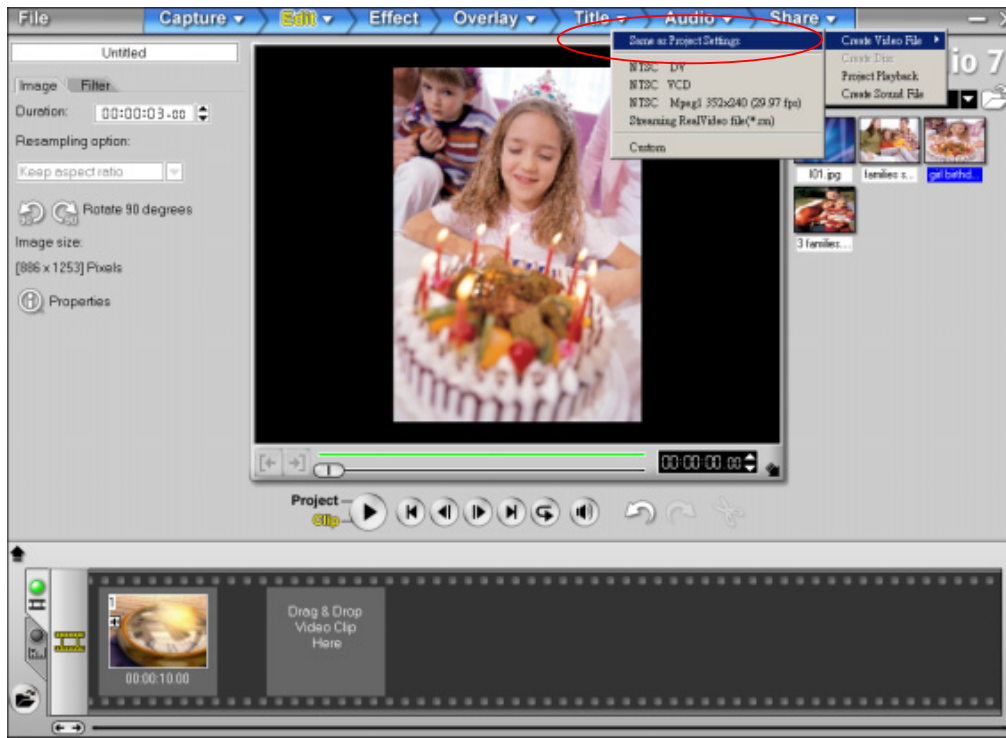 File Capture Edit Effect Overlay Title Audio Share
Untitled
Image Filter
Duration: 00:00:03.00
Resampling option:
Keep aspect ratio
Rotate 90 degrees
Image size:
[886 x 1253] Pixels
Properties
Same as Project Settings
NTSC DV
NTSC VCD
NTSC Mpeg1 352x240 (29.97 fps)
Streaming RealVideo file(*.rm)
Custom
Create Video File
Create Disc
Project Playback
Create Sound File
io 7
I01.jpg families s... girl birthd...
3 families...
00:00:00.00
Project
Clip
1
Drag & Drop
Video Clip
Here
00:00:10.00